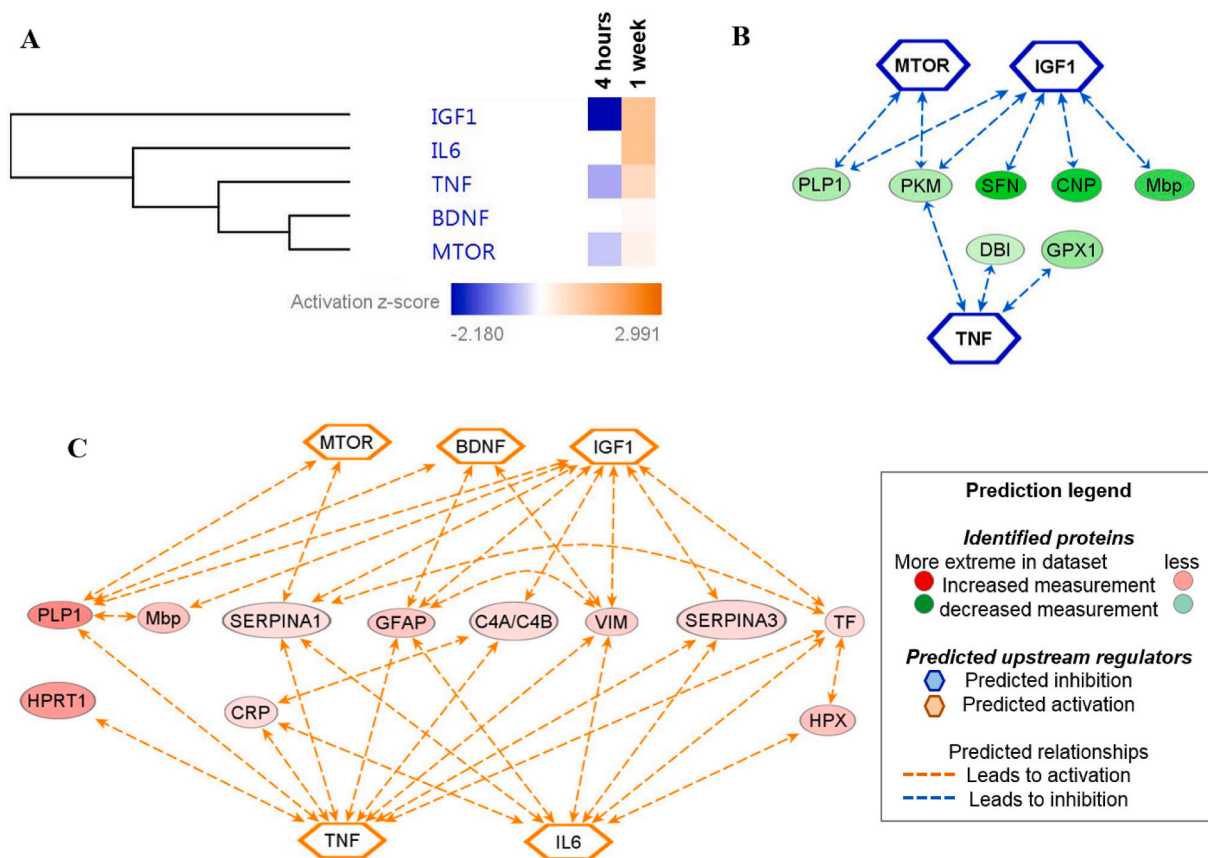 A
4 hours
1 week
IGF1
IL6
TNF
BDNF
MTOR
Activation z-score
-2.180
2.991
B
MTOR
IGF1
PLP1
PKM
SFN
CNP
Mbp
DBI
GPX1
TNF
C
MTOR
BDNF
IGF1
PLP1
Mbp
SERPINA1
GFAP
C4A/C4B
VIM
SERPINA3
TF
HPRT1
CRP
HPX
TNF
IL6
Prediction legend
Identified proteins
More extreme in dataset less
Increased measurement
decreased measurement
Predicted upstream regulators
Predicted inhibition
Predicted activation
Predicted relationships
Leads to activation
Leads to inhibition